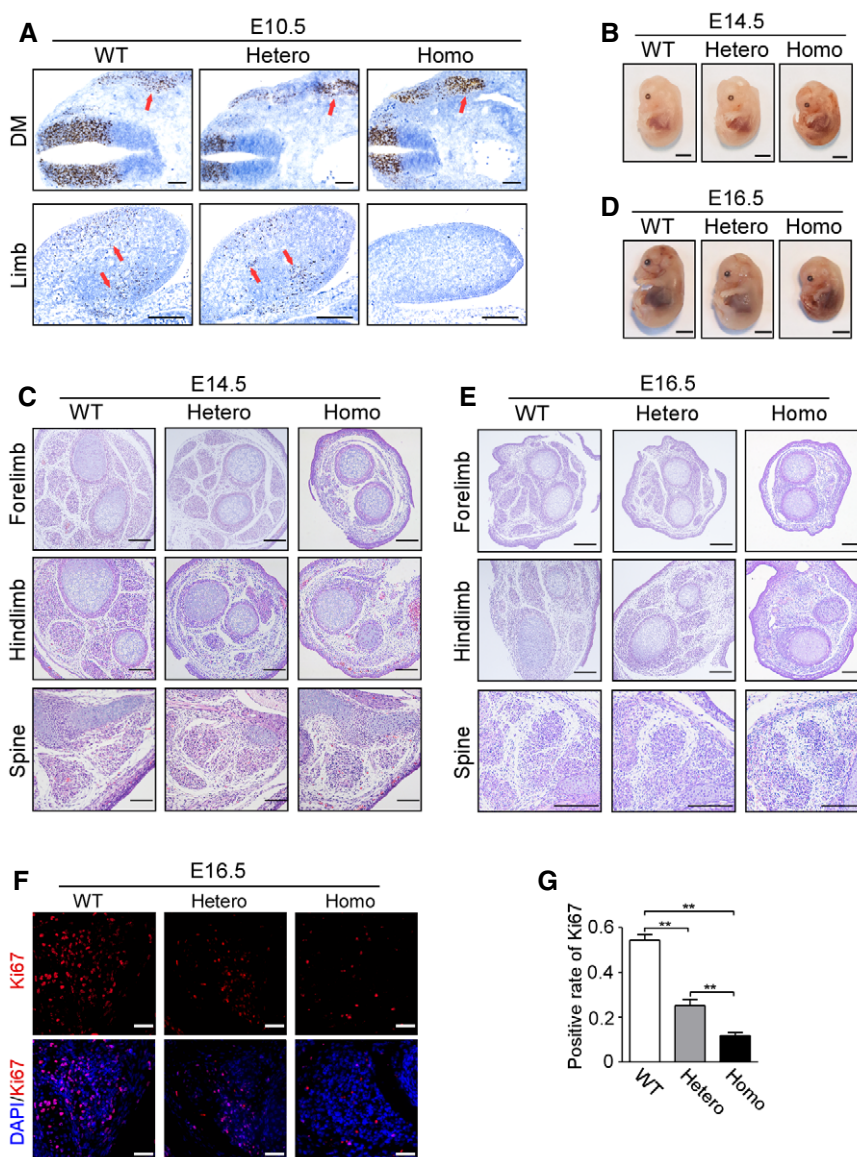 A
E10.5
WT Hetero Homo
DM
Limb
B
E14.5
WT Hetero Homo
D
E16.5
WT Hetero Homo
C
E14.5
WT Hetero Homo
Forelimb
Hindlimb
Spine
E
E16.5
WT Hetero Homo
Forelimb
Hindlimb
Spine
F
E16.5
WT Hetero Homo
Ki67
DAPI/Ki67
G
Positive rate of Ki67
**
** 
**
0.6
0.4
0.2
0
WT
Hetero
Homo